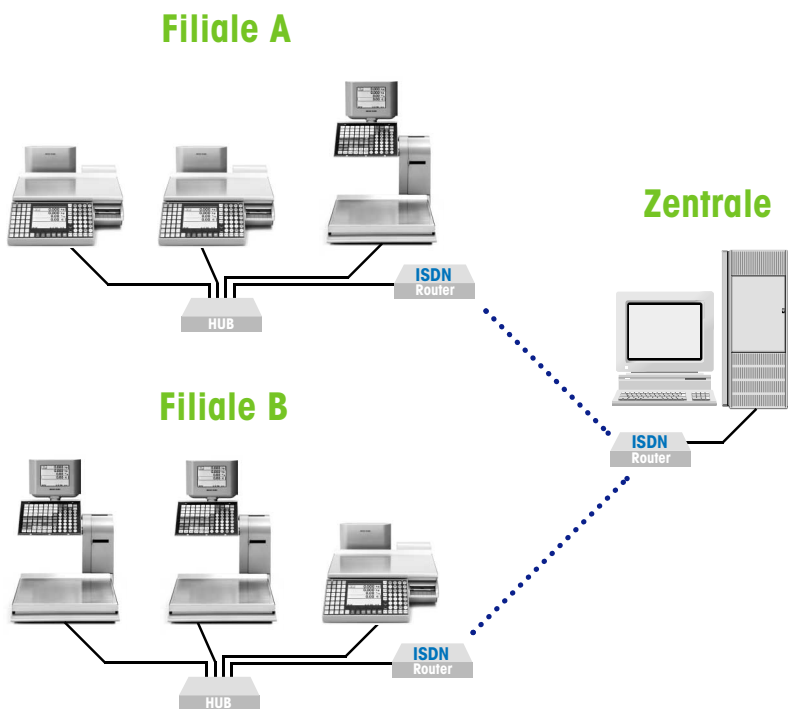 Filiale A
Zentrale
ISDN
Router
HUB
Filiale B
ISDN
Router
ISDN
Router
HUB